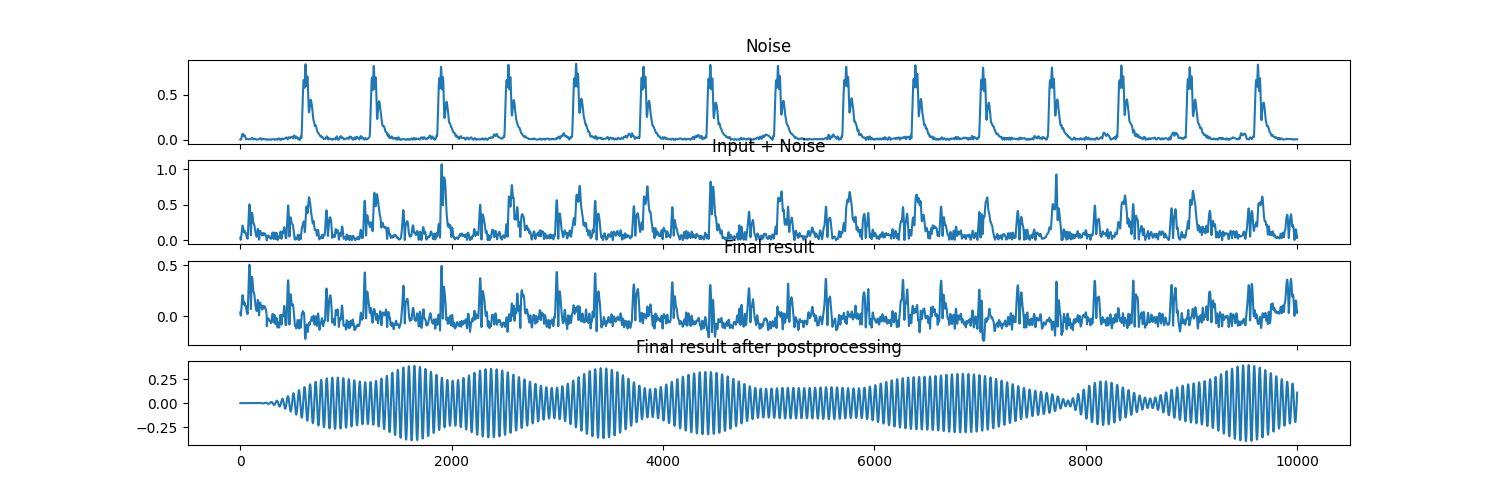 Noise
0.5
0.0
Input + Noise
1.0
0.5
0.0
Final result
0.5
0.0
Final result after postprocessing
0.25
0.00
−0.25
0 2000 4000 6000 8000 10000